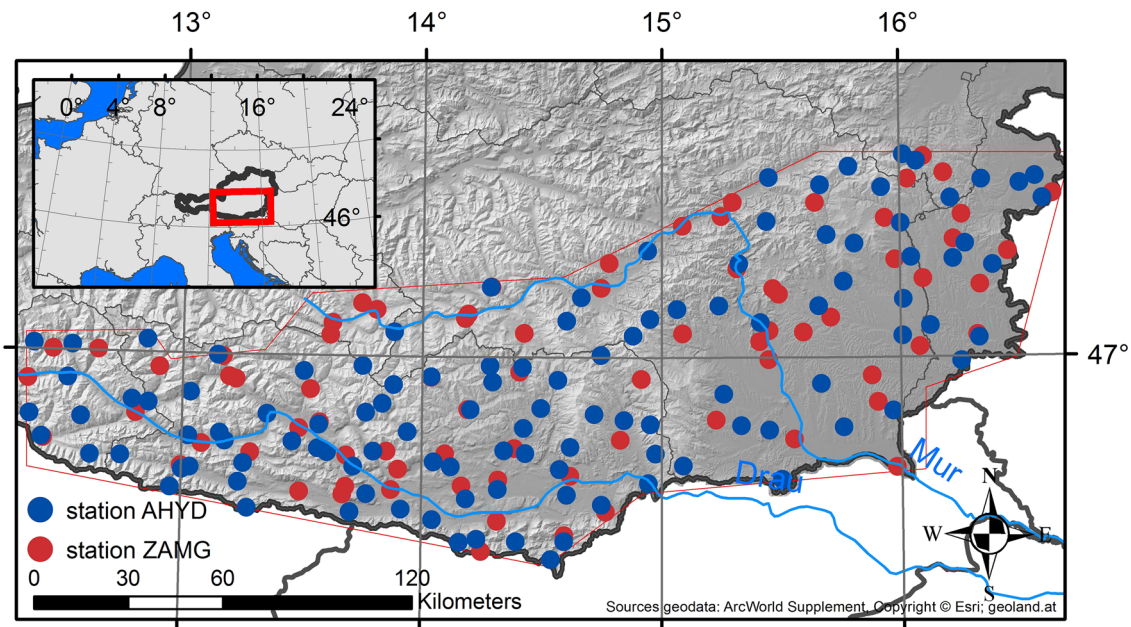 13° 14° 15° 16°
0° 4° 8° 16° 24°
46°
47°
Drau
Mur
station AHYD
station ZAMG
N
W E
S
0 30 60 120
Kilometers
Sources geodata: ArcWorld Supplement, Copyright © Esri; geoland.at